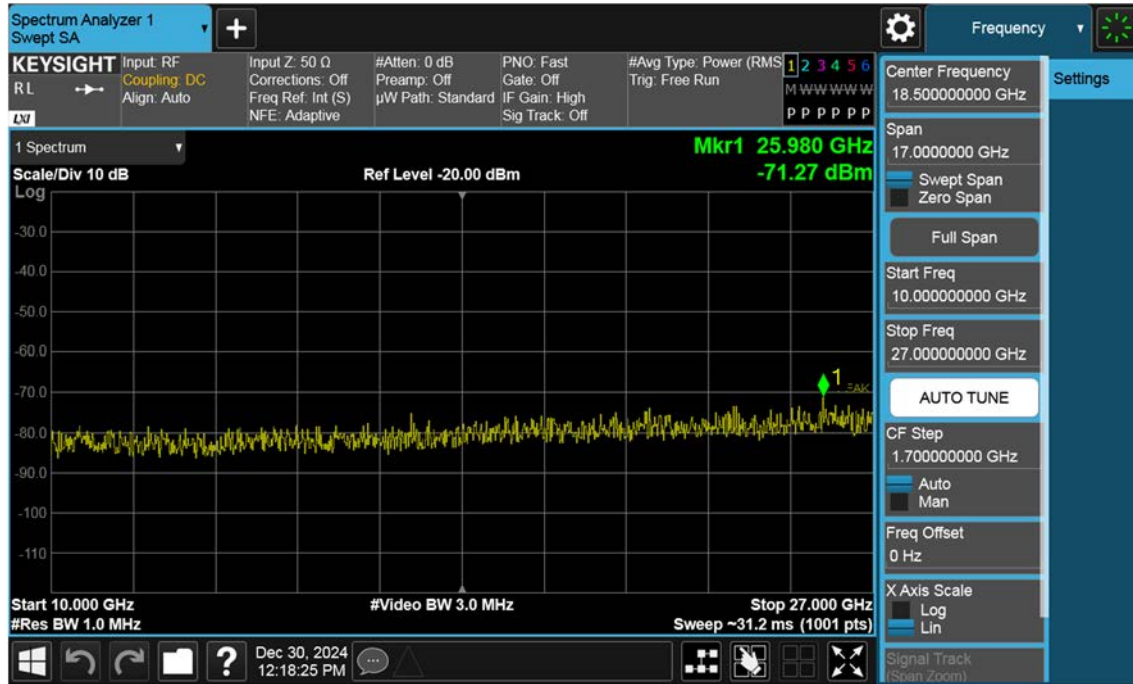 Spectrum Analyzer 1
Swept SA
Frequency
KEYSIGHT
R L
LXI
Input: RF
Coupling: DC
Align: Auto
Input Z: 50 Ω
Corrections: Off
Freq Ref: Int (S)
NFE: Adaptive
#Atten: 0 dB
Preamp: Off
µW Path: Standard
PNO: Fast
Gate: Off
IF Gain: High
Sig Track: Off
#Avg Type: Power (RMS
Trig: Free Run
1 2 3 4 5 6
M W W W W W
P P P P P P
1 Spectrum
Scale/Div 10 dB
Ref Level -20.00 dBm
Mkr1 25.980 GHz
-71.27 dBm
Log
-30.0
-40.0
-50.0
-60.0
-70.0
-80.0
-90.0
-100
-110
1
Start 10.000 GHz
#Video BW 3.0 MHz
Stop 27.000 GHz
#Res BW 1.0 MHz
Sweep ~31.2 ms (1001 pts)
Dec 30, 2024
12:18:25 PM
?
Center Frequency
18.500000000 GHz
Settings
Span
17.0000000 GHz
Swept Span
Zero Span
Full Span
Start Freq
10.000000000 GHz
Stop Freq
27.000000000 GHz
AUTO TUNE
CF Step
1.700000000 GHz
Auto
Man
Freq Offset
0 Hz
X Axis Scale
Log
Lin
Signal Track
(Span Zoom)